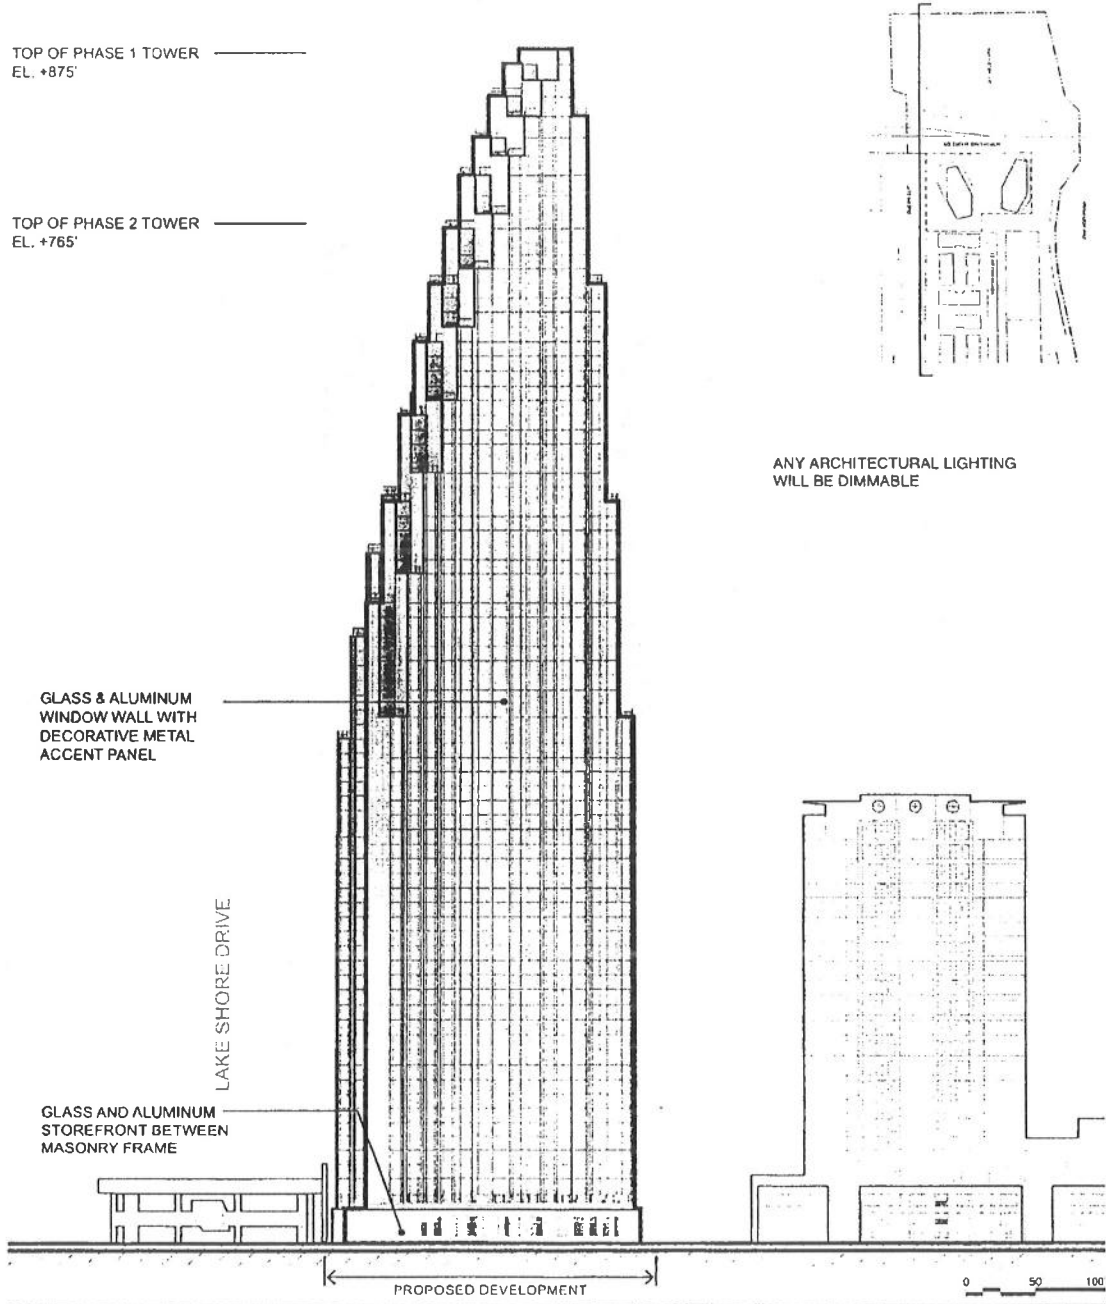 TOP OF PHASE 1 TOWER
EL. +875'
TOP OF PHASE 2 TOWER
EL. +765'
ANY ARCHITECTURAL LIGHTING
WILL BE DIMMABLE
GLASS & ALUMINUM
WINDOW WALL WITH
DECORATIVE METAL
ACCENT PANEL
LAKE SHORE DRIVE
GLASS AND ALUMINUM
STOREFRONT BETWEEN
MASONRY FRAME
PROPOSED DEVELOPMENT
0 50 100'